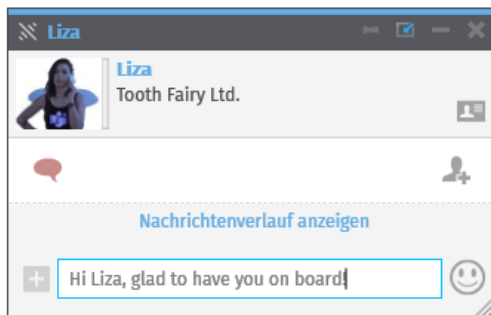 Liza
Liza
Tooth Fairy Ltd.
Nachrichtenverlauf anzeigen
Hi Liza, glad to have you on board!